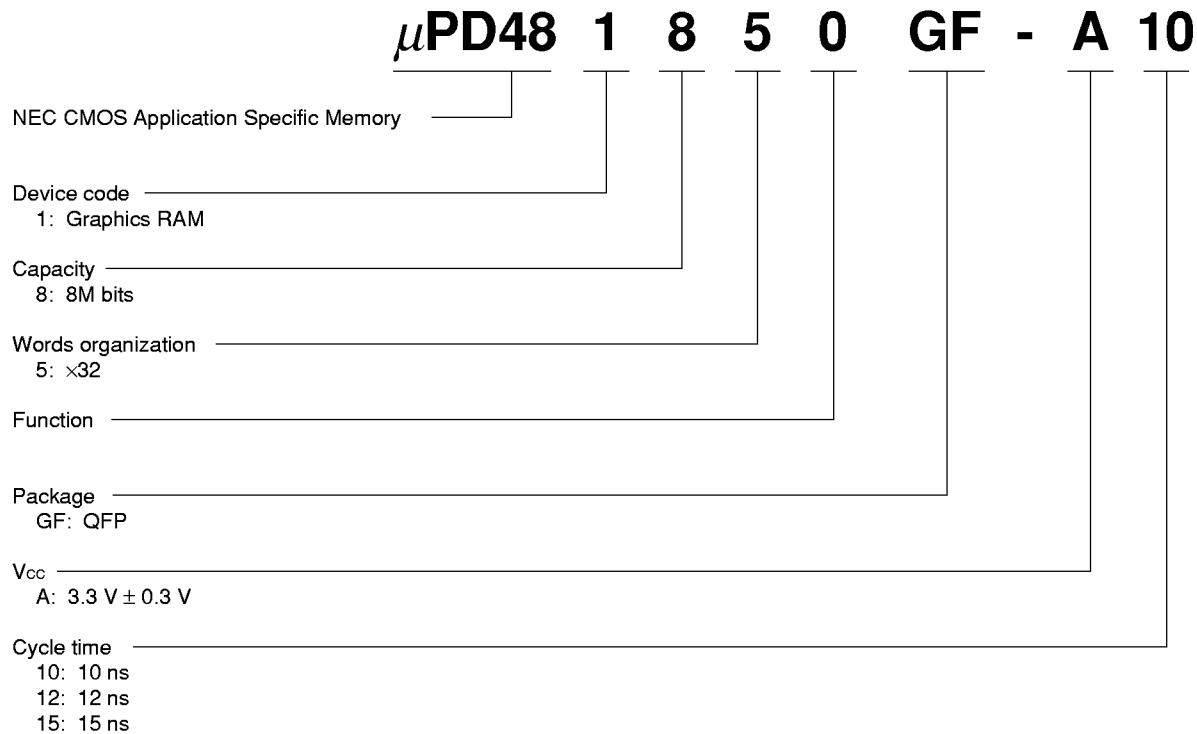 µPD48 1 8 5 0 GF - A 10
NEC CMOS Application Specific Memory
Device code
1: Graphics RAM
Capacity
8: 8M bits
Words organization
5: ×32
Function
Package
GF: QFP
Vcc
A: 3.3 V ± 0.3 V
Cycle time
10: 10 ns
12: 12 ns
15: 15 ns